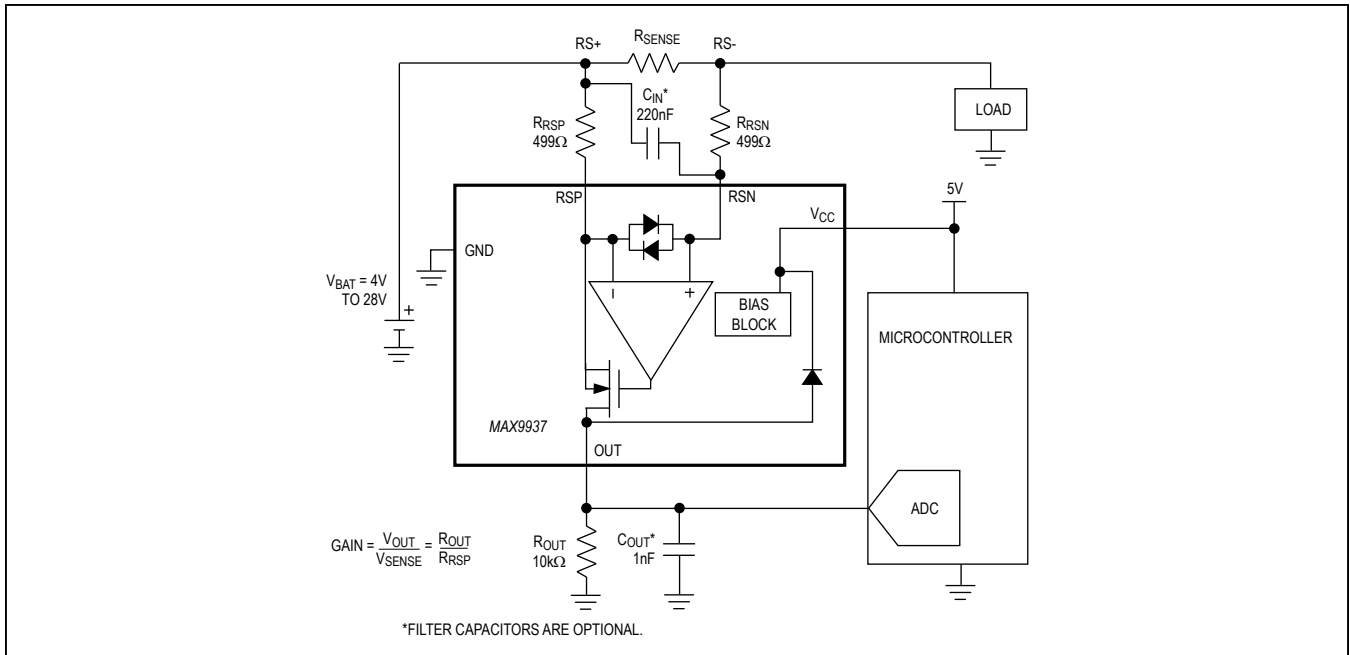 RS+
RSENSE
RS-
CIN*
220nF
RRSP
499Ω
RRSN
499Ω
LOAD
RSP
RSN
5V
VCC
GND
VBAT = 4V
TO 28V
+
-
+
BIAS
BLOCK
MICROCONTROLLER
MAX9937
OUT
ADC
GAIN = VOUT/VSENSE = ROUT/RRSP
ROUT
10kΩ
COUT*
1nF
*FILTER CAPACITORS ARE OPTIONAL.